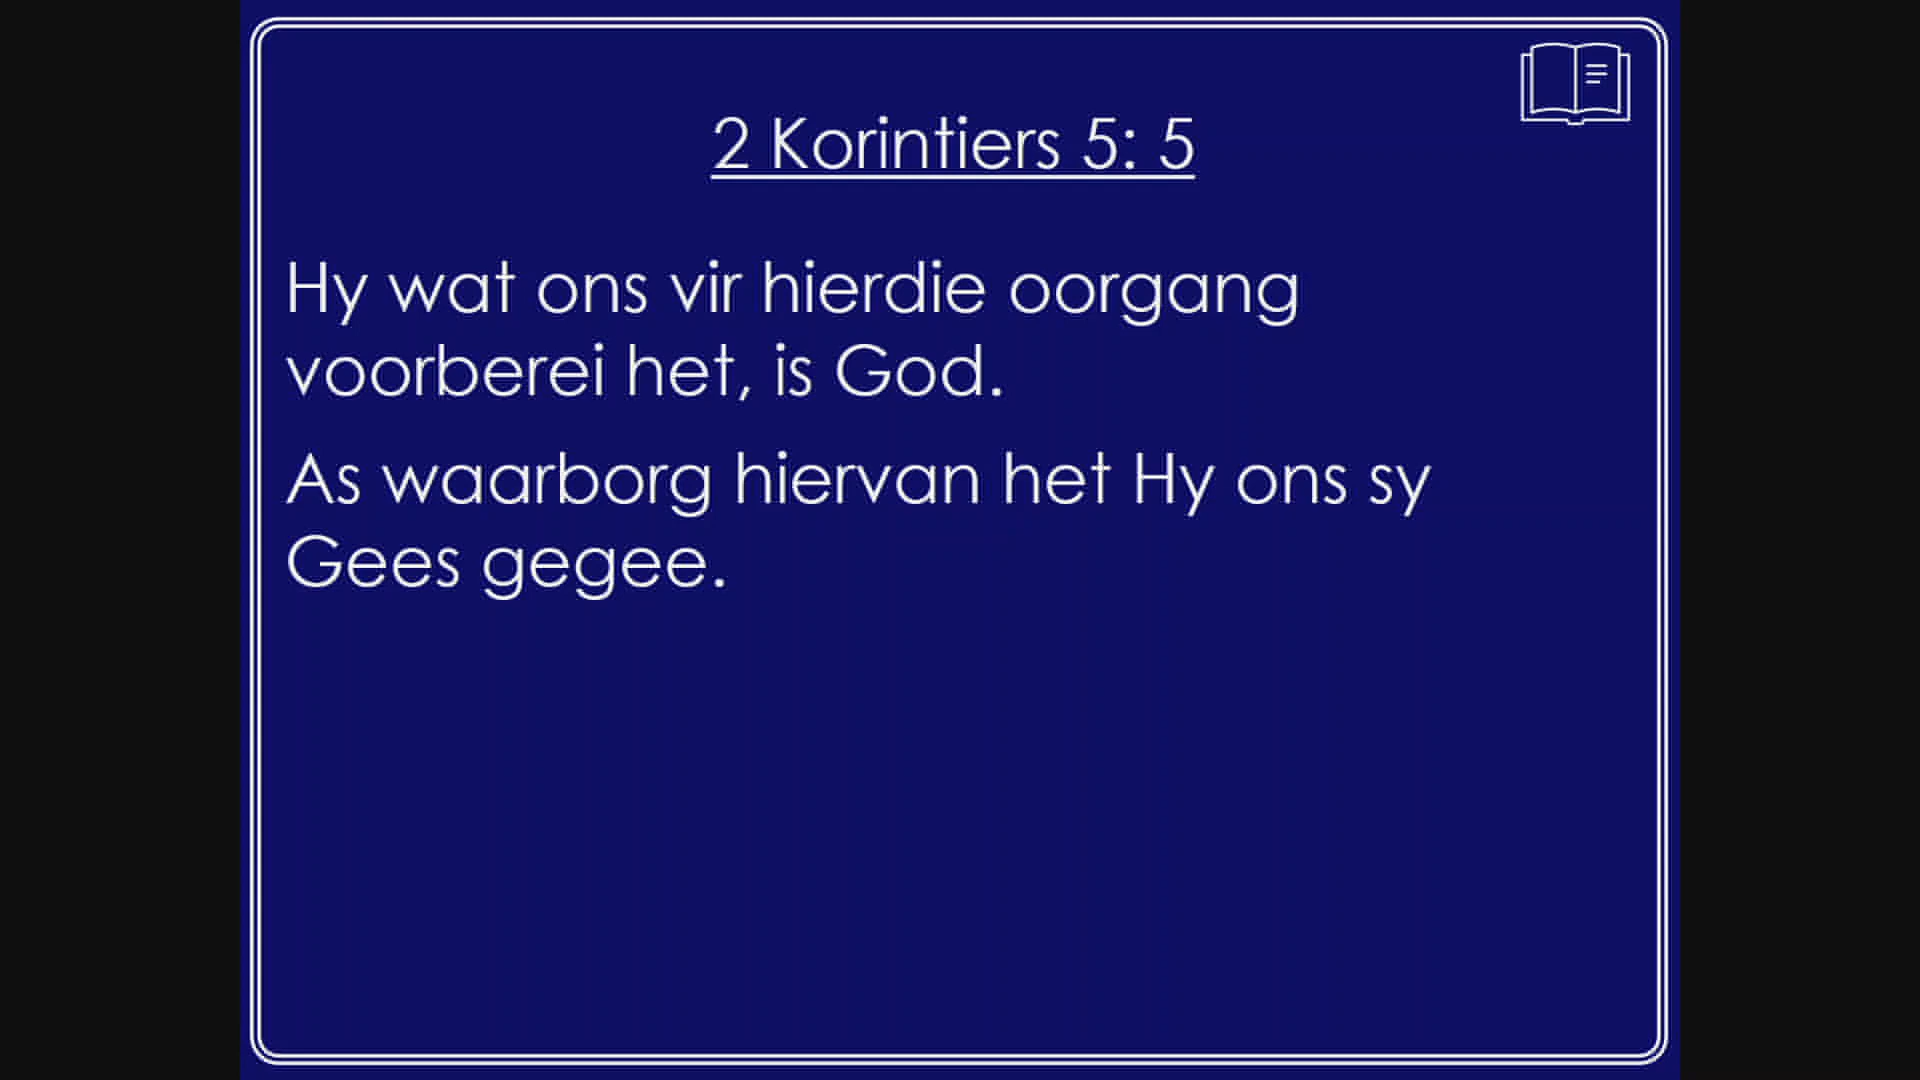 2 Korintiers 5: 5
Hy wat ons vir hierdie oorgang
voorberei het, is God.
As waarborg hiervan het Hy ons sy
Gees gegee.